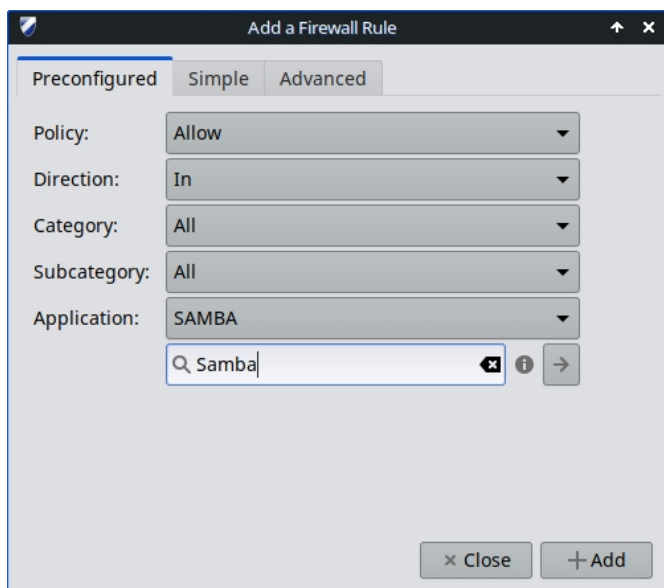 Add a Firewall Rule
Preconfigured Simple Advanced
Policy: Allow
Direction: In
Category: All
Subcategory: All
Application: SAMBA
Samba
Close Add